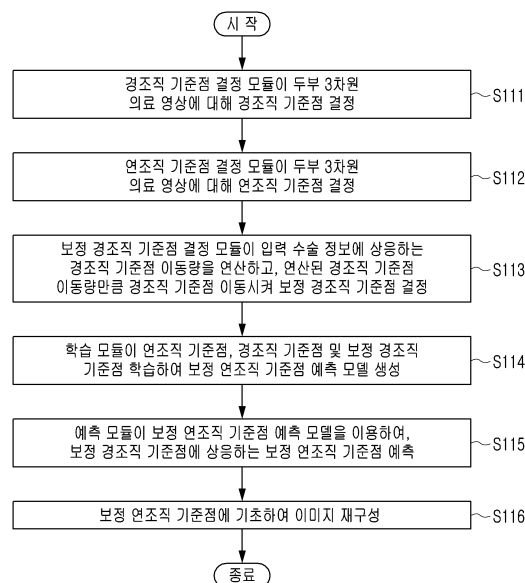 시 작
경조직 기준점 결정 모듈이 두부 3차원
의료 영상에 대해 경조직 기준점 결정
S111
연조직 기준점 결정 모듈이 두부 3차원
의료 영상에 대해 연조직 기준점 결정
S112
보정 경조직 기준점 결정 모듈이 입력 수술 정보에 상응하는
경조직 기준점 이동량을 연산하고, 연산된 경조직 기준점
이동량만큼 경조직 기준점 이동시켜 보정 경조직 기준점 결정
S113
학습 모듈이 연조직 기준점, 경조직 기준점 및 보정 경조직
기준점 학습하여 보정 연조직 기준점 예측 모델 생성
S114
예측 모듈이 보정 연조직 기준점 예측 모델을 이용하여,
보정 경조직 기준점에 상응하는 보정 연조직 기준점 예측
S115
보정 연조직 기준점에 기초하여 이미지 재구성
S116
종료